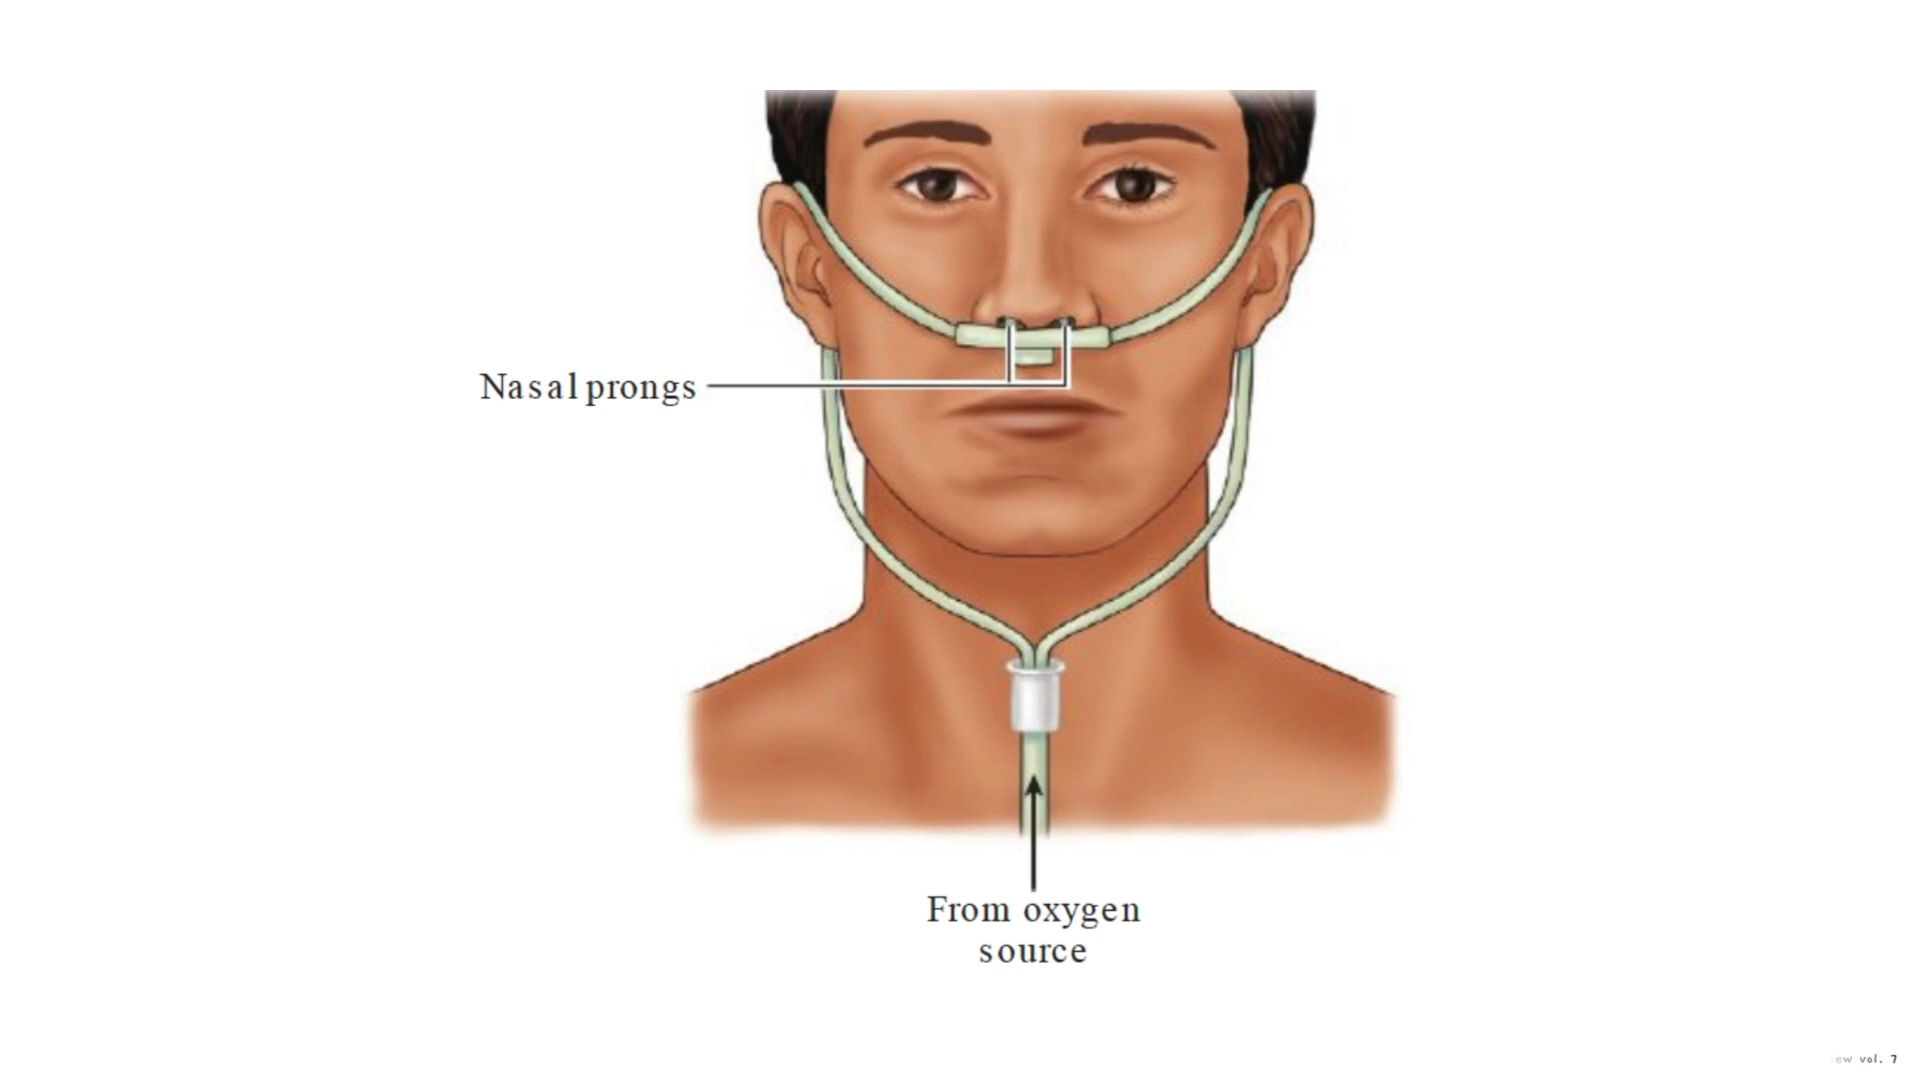 Nasal prongs
From oxygen
source
vol. 7